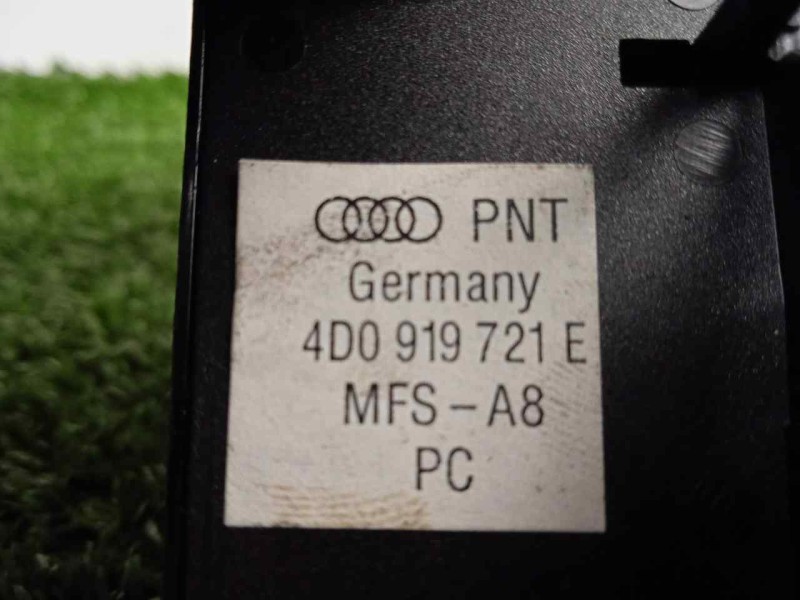 PNT
Germany
4D0 919 721 E
MFS – A8
PC